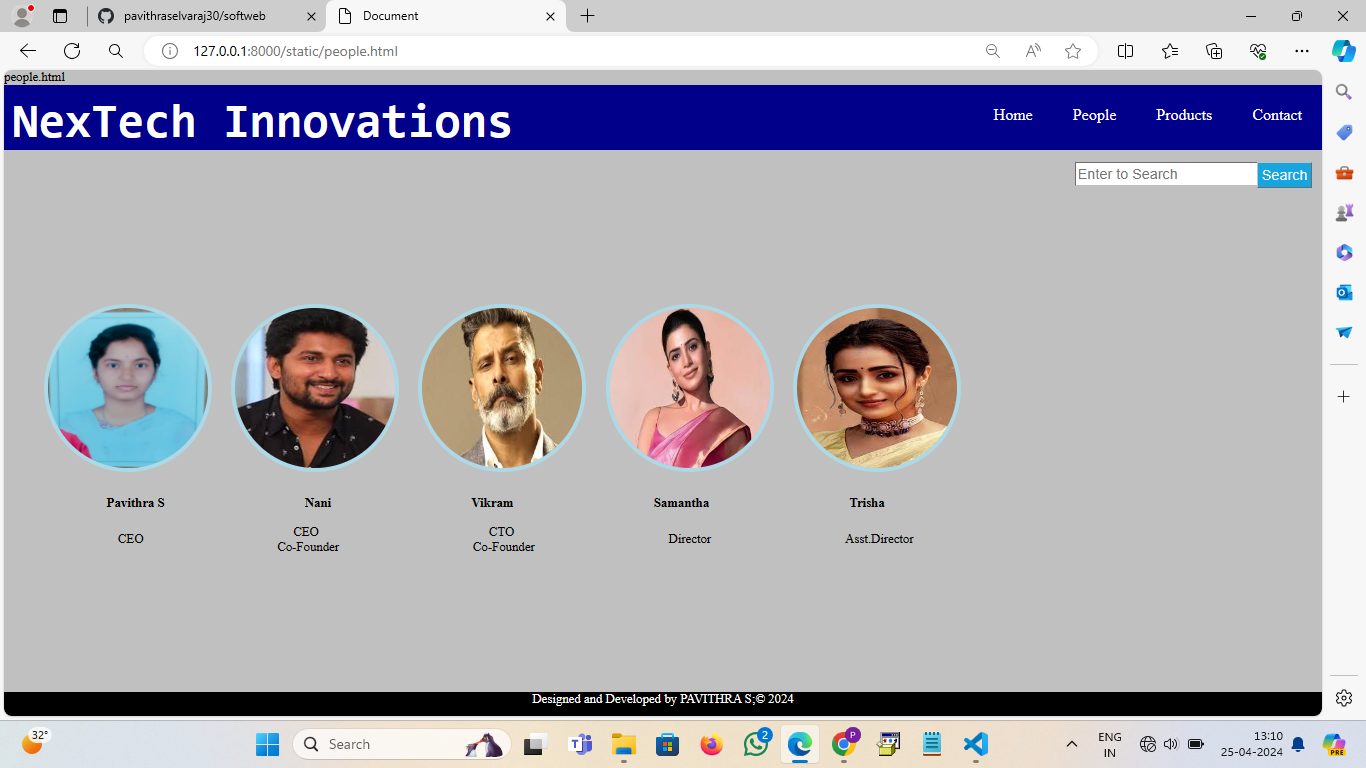 pavithraselvaraj30/softweb
Document
127.0.0.1:8000/static/people.html
people.html
NexTech Innovations
Home People Products Contact
Enter to Search Search
Pavithra S Nani Vikram Samantha Trisha
CEO CEO CTO Director Asst.Director
Co-Founder Co-Founder
Designed and Developed by PAVITHRA S;© 2024
32°
Search
2
P
ENG
IN
13:10
25-04-2024
PRE